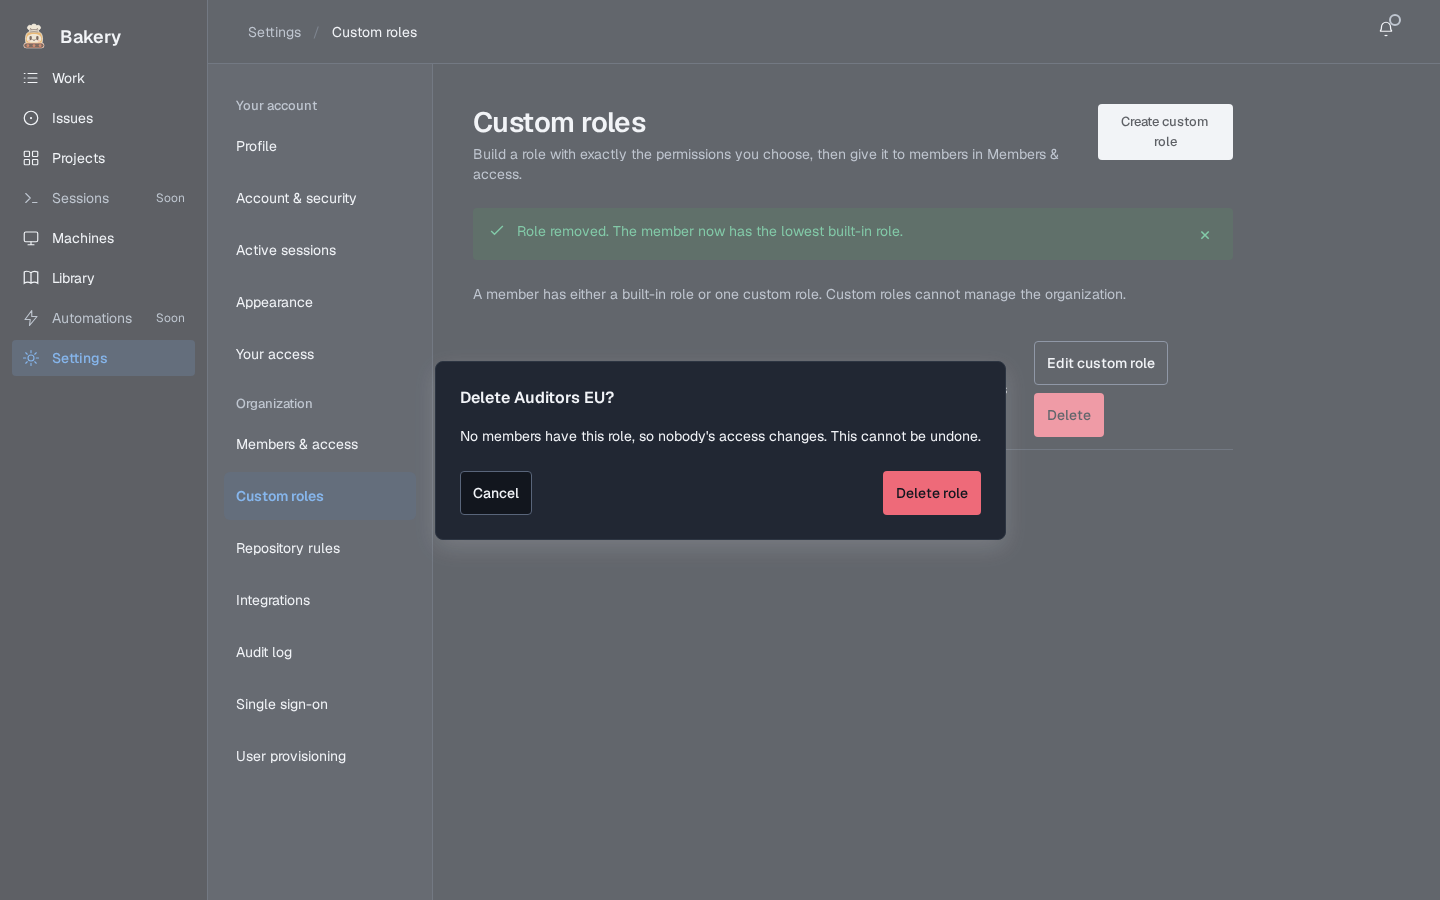 Bakery
Work
Issues
Projects
Sessions Soon
Machines
Library
Automations Soon
Settings
Settings / Custom roles
Your account
Profile
Account & security
Active sessions
Appearance
Your access
Organization
Members & access
Custom roles
Repository rules
Integrations
Audit log
Single sign-on
User provisioning
Custom roles
Build a role with exactly the permissions you choose, then give it to members in Members &
access.
Create custom
role
Role removed. The member now has the lowest built-in role.
A member has either a built-in role or one custom role. Custom roles cannot manage the organization.
Edit custom role
Delete
Delete Auditors EU?
No members have this role, so nobody's access changes. This cannot be undone.
Cancel
Delete role